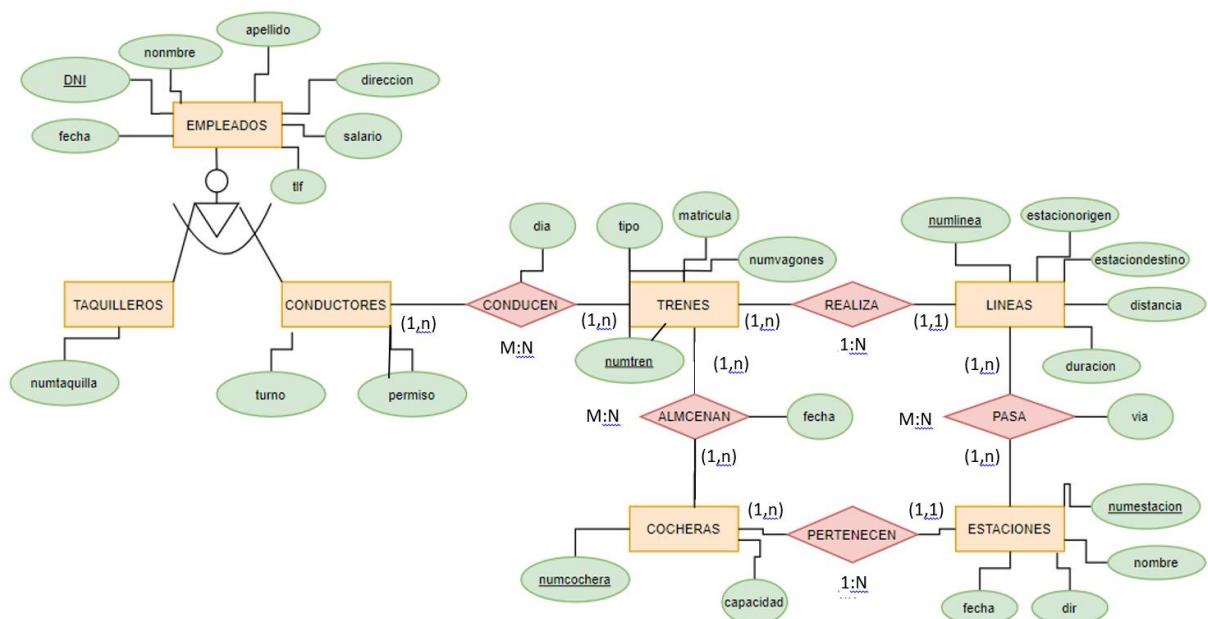 apellido
nonmbre
DNI
direccion
EMPLEADOS
fecha
salario
tlf
TAQUILLEROS
numtaquilla
CONDUCTORES
turno
permiso
(1,n)
dia
CONDUCEN
M:N
(1,n)
tipo
matricula
numvagones
TRENES
numtren
(1,n)
REALIZA
1:N
(1,1)
numlinea
estacionorigen
estaciondestino
LINEAS
distancia
duracion
(1,n)
M:N
ALMCENAN
fecha
(1,n)
(1,n)
M:N
PASA
via
(1,n)
COCHERAS
numcochera
capacidad
(1,n)
PERTENECEN
1:N
(1,1)
ESTACIONES
numestacion
nombre
fecha
dir